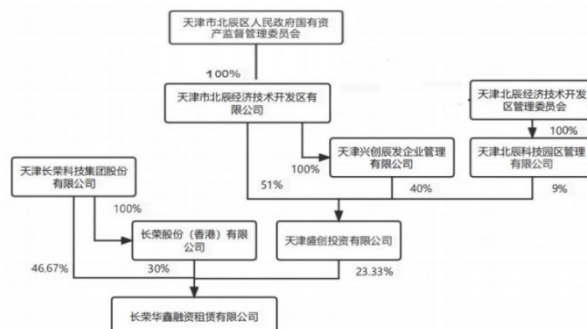 天津市北辰区人民政府国有资
产监督管理委员会
100%
天津市北辰经济技术开发区有
限公司
天津北辰经济技术开发
区管理委员会
100%
100%
天津兴创辰发企业管理
有限公司
天津北辰科技园区管理
有限公司
天津长荣科技集团股份
有限公司
51%
40%
9%
100%
长荣股份（香港）有限
公司
天津盛创投资有限公司
46.67%
30%
23.33%
长荣华鑫融资租赁有限公司